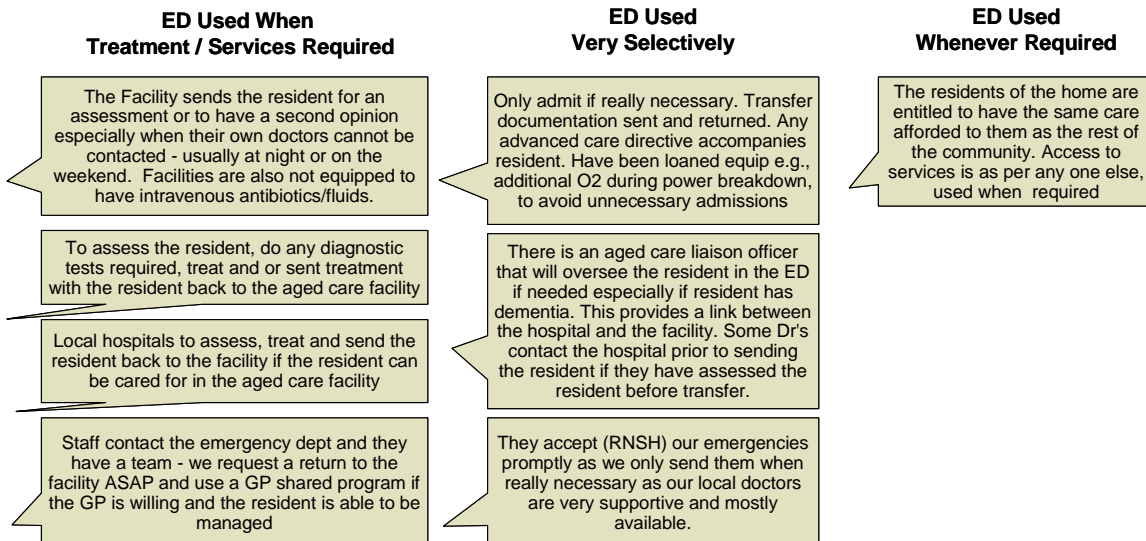 ED Used When
Treatment / Services Required
The Facility sends the resident for an
assessment or to have a second opinion
especially when their own doctors cannot be
contacted - usually at night or on the
weekend. Facilities are also not equipped to
have intravenous antibiotics/fluids.
To assess the resident, do any diagnostic
tests required, treat and or sent treatment
with the resident back to the aged care facility
Local hospitals to assess, treat and send the
resident back to the facility if the resident can
be cared for in the aged care facility
Staff contact the emergency dept and they
have a team - we request a return to the
facility ASAP and use a GP shared program if
the GP is willing and the resident is able to be
managed
ED Used
Very Selectively
Only admit if really necessary. Transfer
documentation sent and returned. Any
advanced care directive accompanies
resident. Have been loaned equip e.g.,
additional O2 during power breakdown,
to avoid unnecessary admissions
There is an aged care liaison officer
that will oversee the resident in the ED
if needed especially if resident has
dementia. This provides a link between
the hospital and the facility. Some Dr's
contact the hospital prior to sending
the resident if they have assessed the
resident before transfer.
They accept (RNSH) our emergencies
promptly as we only send them when
really necessary as our local doctors
are very supportive and mostly
available.
ED Used
Whenever Required
The residents of the home are
entitled to have the same care
afforded to them as the rest of
the community. Access to
services is as per any one else,
used when required